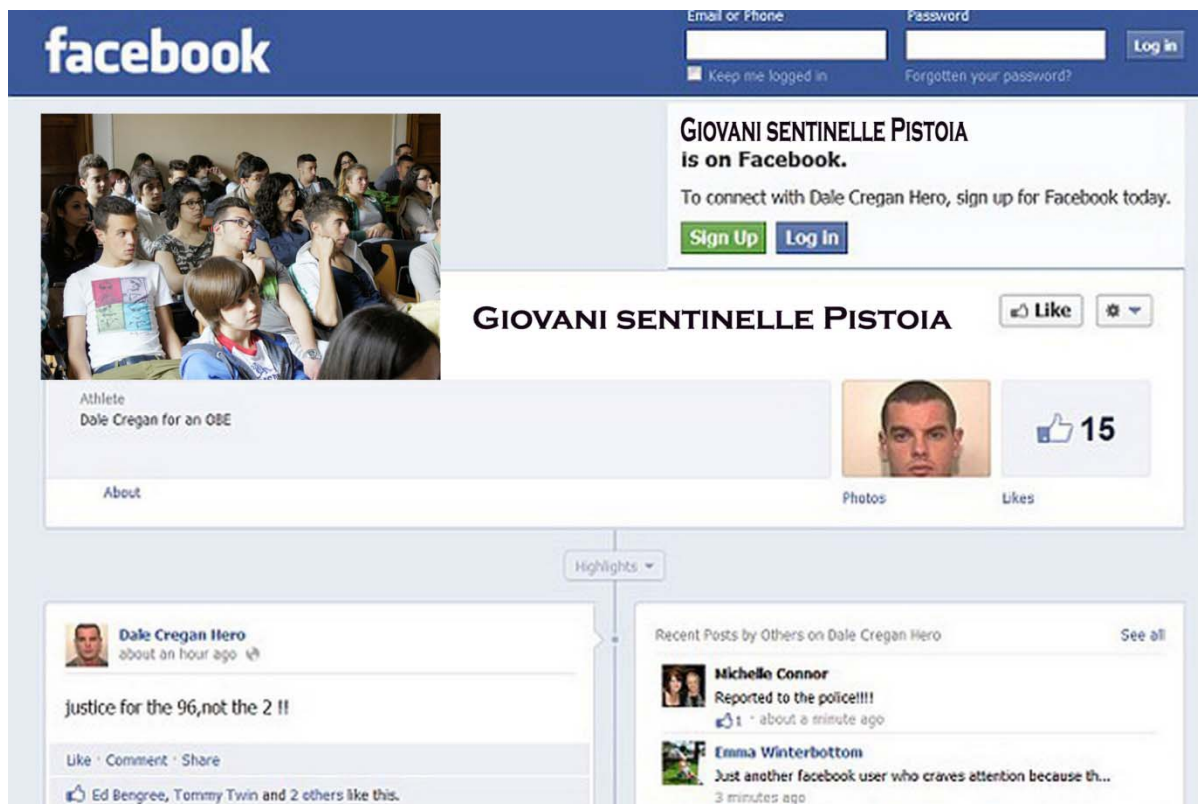 Email or Phone
Password
facebook
Log in
Keep me logged in
Forgotten your password?
GIOVANI SENTINELLE PISTOIA
is on Facebook.
To connect with Dale Cregan Hero, sign up for Facebook today.
Sign Up
Log In
GIOVANI SENTINELLE PISTOIA
Like
Athlete
Dale Cregan for an OBE
15
About
Photos
Likes
Highlights
Dale Cregan Hero
about an hour ago
justice for the 96,not the 2 !!
Like · Comment · Share
Ed Bengree, Tommy Twin and 2 others like this.
Recent Posts by Others on Dale Cregan Hero
See all
Michelle Connor
Reported to the police!!!!
1 · about a minute ago
Emma Winterbottom
Just another facebook user who craves attention because th...
3 minutes ago